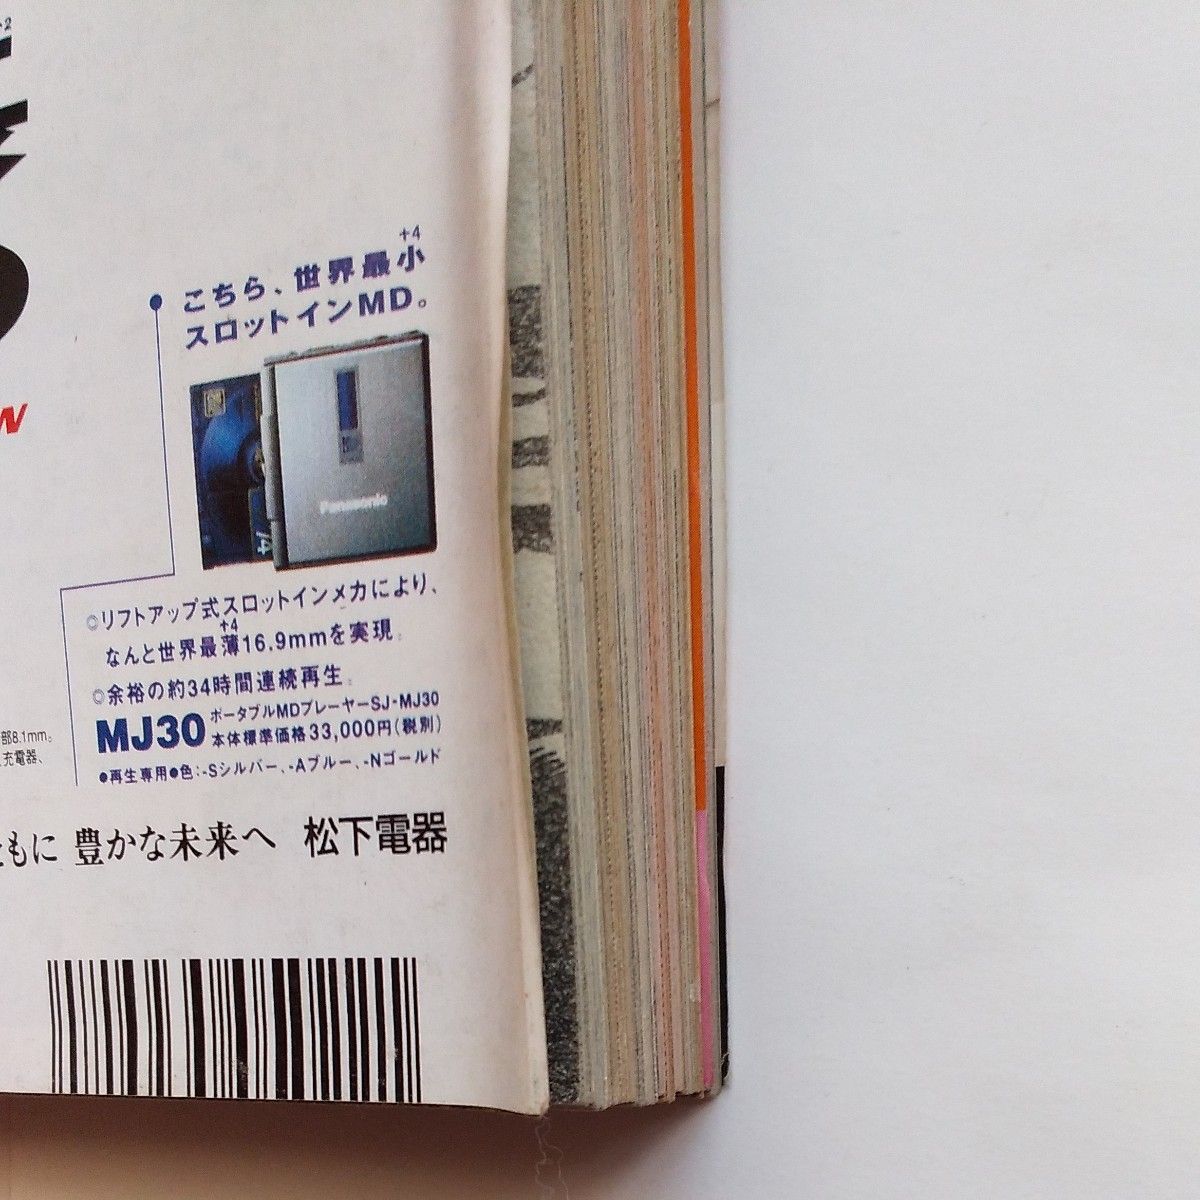 +4
こちら、世界最小
スロットインMD。
Panasonic
◎リフトアップ式スロットインメカにより、
+4
なんと世界最薄16.9mmを実現。
◎余裕の約34時間連続再生。
MJ30 ポータブルMDプレーヤーSJ-MJ30
本体標準価格33,000円(税別)
●再生専用●色:-Sシルバー、-Aブルー、-Nゴールド
部8.1mm。
充電器、
ともに 豊かな未来へ 松下電器